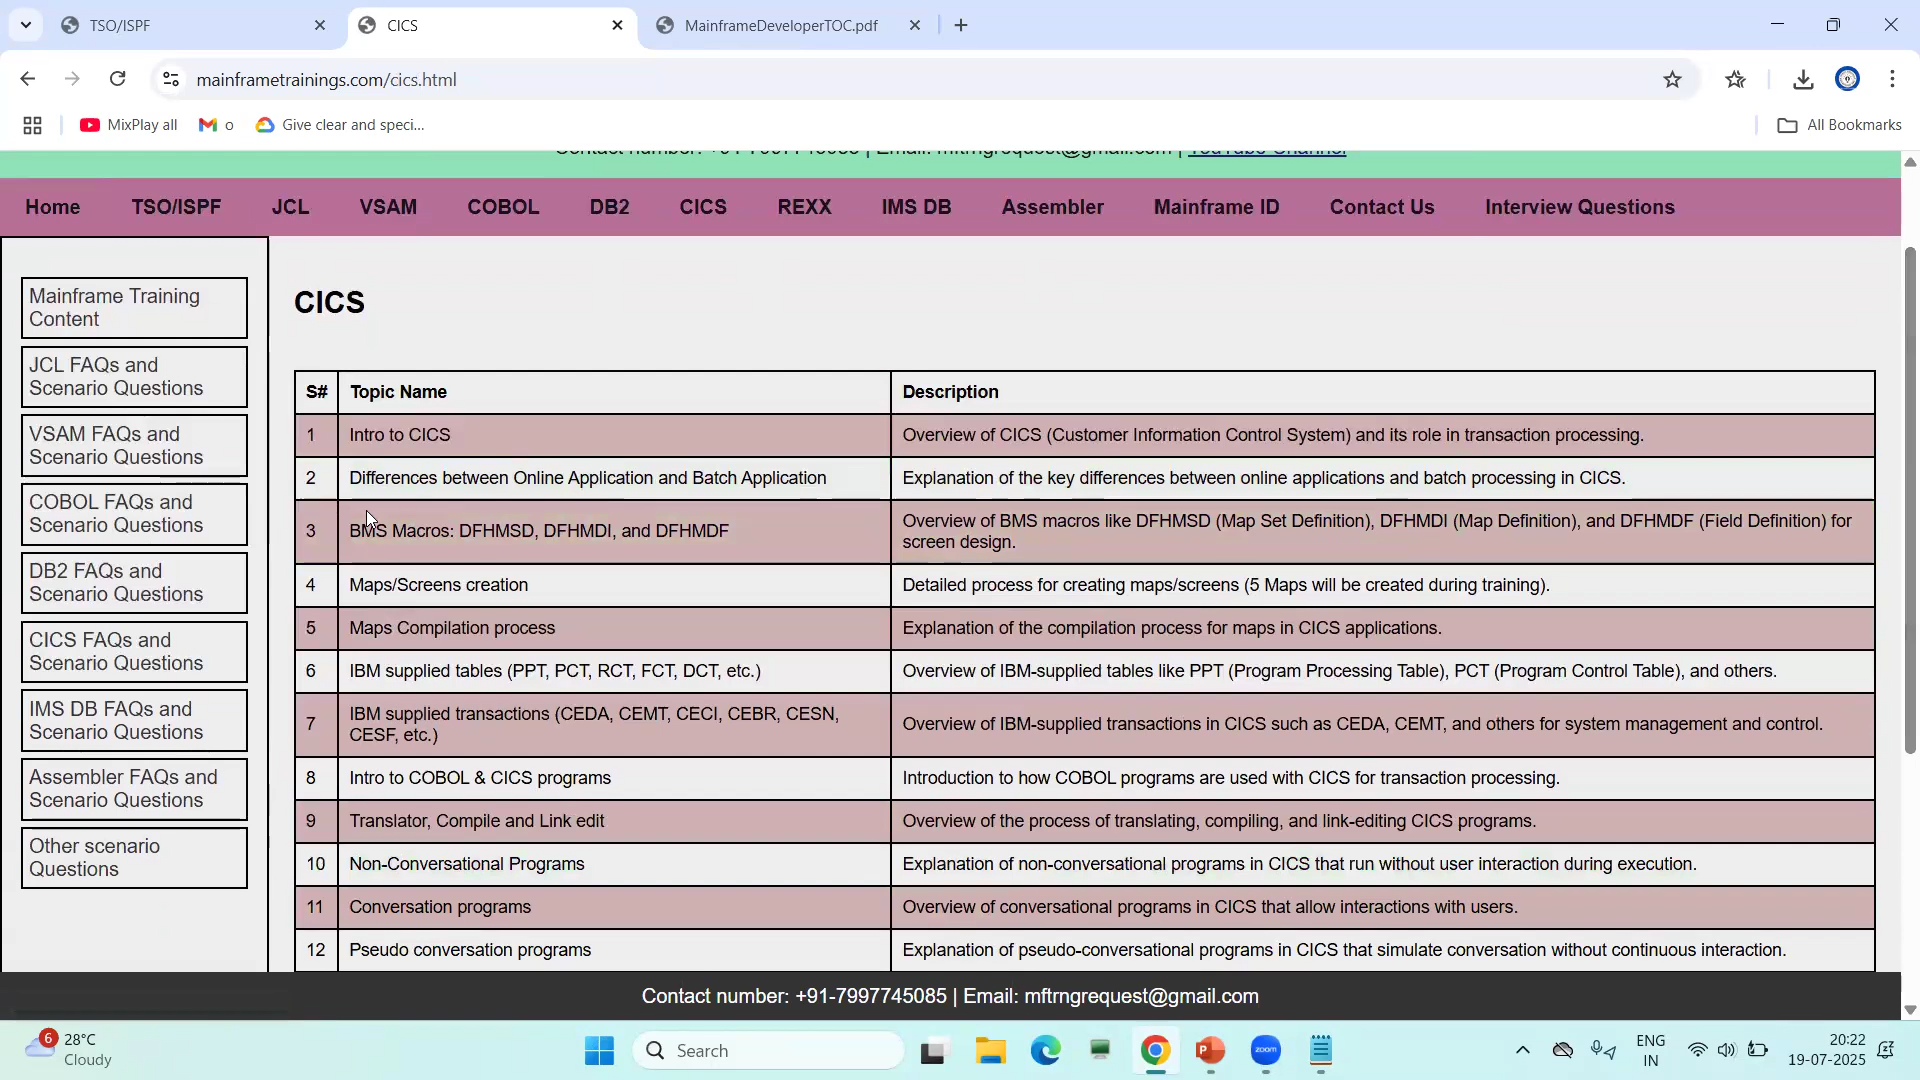 TSO/ISPF
CICS
MainframeDeveloperTOC.pdf
mainframetrainings.com/cics.html
MixPlay all
o
Give clear and speci...
All Bookmarks
YouTube Channel
Home
TSO/ISPF
JCL
VSAM
COBOL
DB2
CICS
REXX
IMS DB
Assembler
Mainframe ID
Contact Us
Interview Questions
Mainframe Training
Content
JCL FAQs and
Scenario Questions
VSAM FAQs and
Scenario Questions
COBOL FAQs and
Scenario Questions
DB2 FAQs and
Scenario Questions
CICS FAQs and
Scenario Questions
IMS DB FAQs and
Scenario Questions
Assembler FAQs and
Scenario Questions
Other scenario
Questions
CICS
S# Topic Name Description
1 Intro to CICS Overview of CICS (Customer Information Control System) and its role in transaction processing.
2 Differences between Online Application and Batch Application Explanation of the key differences between online applications and batch processing in CICS.
3 BMS Macros: DFHMSD, DFHMDI, and DFHMDF Overview of BMS macros like DFHMSD (Map Set Definition), DFHMDI (Map Definition), and DFHMDF (Field Definition) for
screen design.
4 Maps/Screens creation Detailed process for creating maps/screens (5 Maps will be created during training).
5 Maps Compilation process Explanation of the compilation process for maps in CICS applications.
6 IBM supplied tables (PPT, PCT, RCT, FCT, DCT, etc.) Overview of IBM-supplied tables like PPT (Program Processing Table), PCT (Program Control Table), and others.
7 IBM supplied transactions (CEDA, CEMT, CECI, CEBR, CESN,
CESF, etc.) Overview of IBM-supplied transactions in CICS such as CEDA, CEMT, and others for system management and control.
8 Intro to COBOL & CICS programs Introduction to how COBOL programs are used with CICS for transaction processing.
9 Translator, Compile and Link edit Overview of the process of translating, compiling, and link-editing CICS programs.
10 Non-Conversational Programs Explanation of non-conversational programs in CICS that run without user interaction during execution.
11 Conversation programs Overview of conversational programs in CICS that allow interactions with users.
12 Pseudo conversation programs Explanation of pseudo-conversational programs in CICS that simulate conversation without continuous interaction.
Contact number: +91-7997745085 | Email: mftrngrequest@gmail.com
6
28°C
Cloudy
Search
zoom
ENG
IN
20:22
19-07-2025